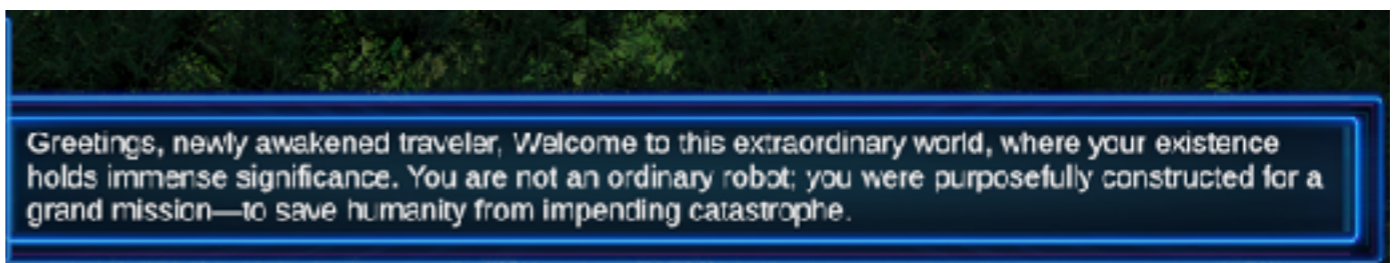 Greetings, newly awakened traveler, Welcome to this extraordinary world, where your existence
holds immense significance. You are not an ordinary robot; you were purposefully constructed for a
grand mission—to save humanity from impending catastrophe.